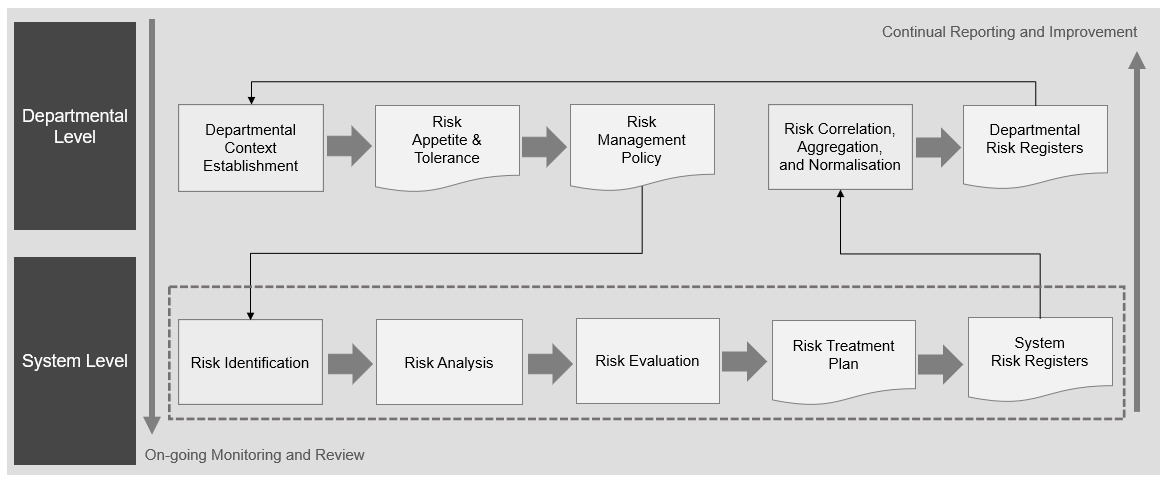 Continual Reporting and Improvement
Departmental
Level
Departmental
Context
Establishment
Risk
Appetite &
Tolerance
Risk
Management
Policy
Risk Correlation,
Aggregation,
and Normalisation
Departmental
Risk Registers
System Level
Risk Identification
Risk Analysis
Risk Evaluation
Risk Treatment
Plan
System
Risk Registers
On-going Monitoring and Review